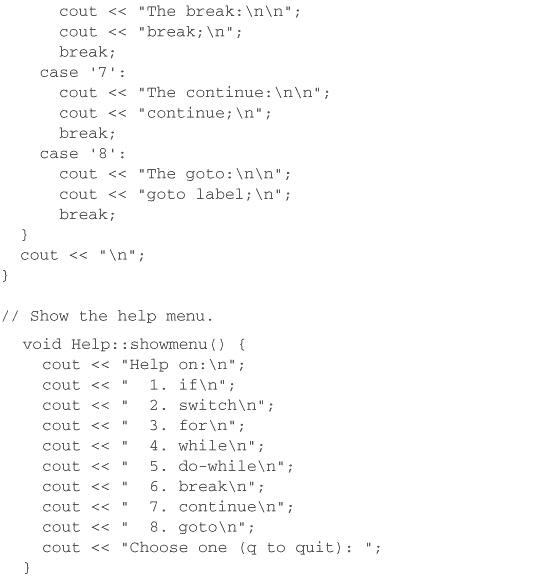 cout << "The break:\n\n";
cout << "break;\n";
break;
case '7':
cout << "The continue:\n\n";
cout << "continue;\n";
break;
case '8':
cout << "The goto:\n\n";
cout << "goto label;\n";
break;
}
cout << "\n";
}
// Show the help menu.
void Help::showmenu() {
cout << "Help on:\n";
cout << "  1. if\n";
cout << "  2. switch\n";
cout << "  3. for\n";
cout << "  4. while\n";
cout << "  5. do-while\n";
cout << "  6. break\n";
cout << "  7. continue\n";
cout << "  8. goto\n";
cout << "Choose one (q to quit): ";
}